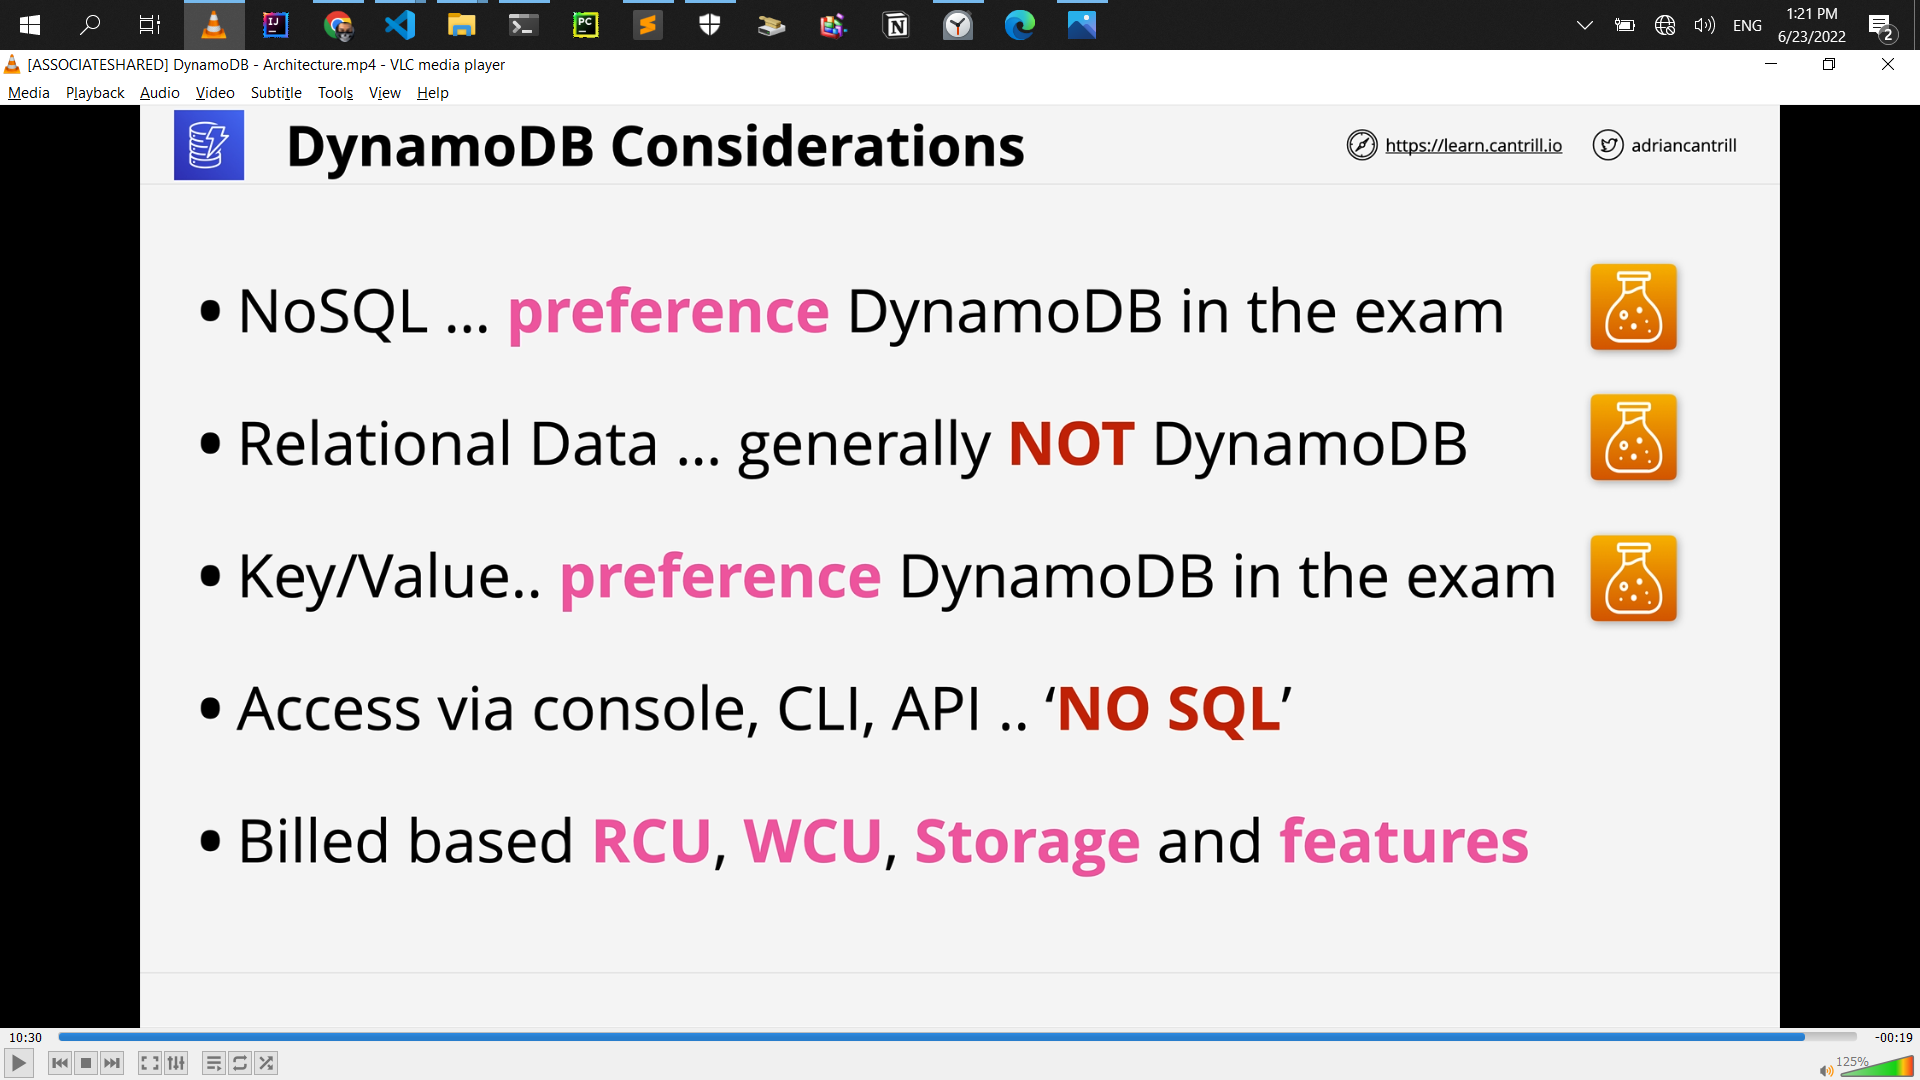 IJ
PC
N
ENG
1:21 PM
6/23/2022
2
[ASSOCIATESHARED] DynamoDB - Architecture.mp4 - VLC media player
Media Playback Audio Video Subtitle Tools View Help
DynamoDB Considerations
https://learn.cantrill.io
adriancantrill
• NoSQL ... preference DynamoDB in the exam
• Relational Data ... generally NOT DynamoDB
• Key/Value.. preference DynamoDB in the exam
• Access via console, CLI, API .. ‘NO SQL’
• Billed based RCU, WCU, Storage and features
10:30
-00:19
125%